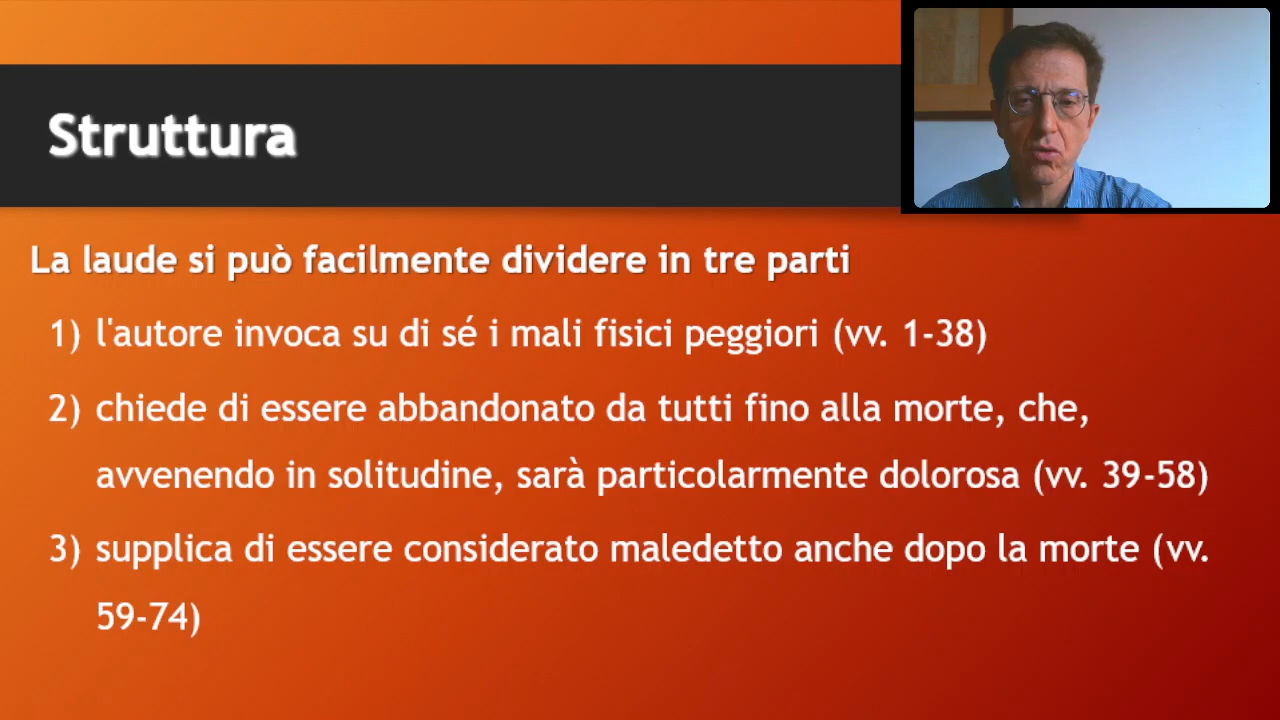 Struttura
La laude si può facilmente dividere in tre parti
1) l'autore invoca su di sé i mali fisici peggiori (vv. 1-38)
2) chiede di essere abbandonato da tutti fino alla morte, che,
avvenendo in solitudine, sarà particolarmente dolorosa (vv. 39-58)
3) supplica di essere considerato maledetto anche dopo la morte (vv.
59-74)